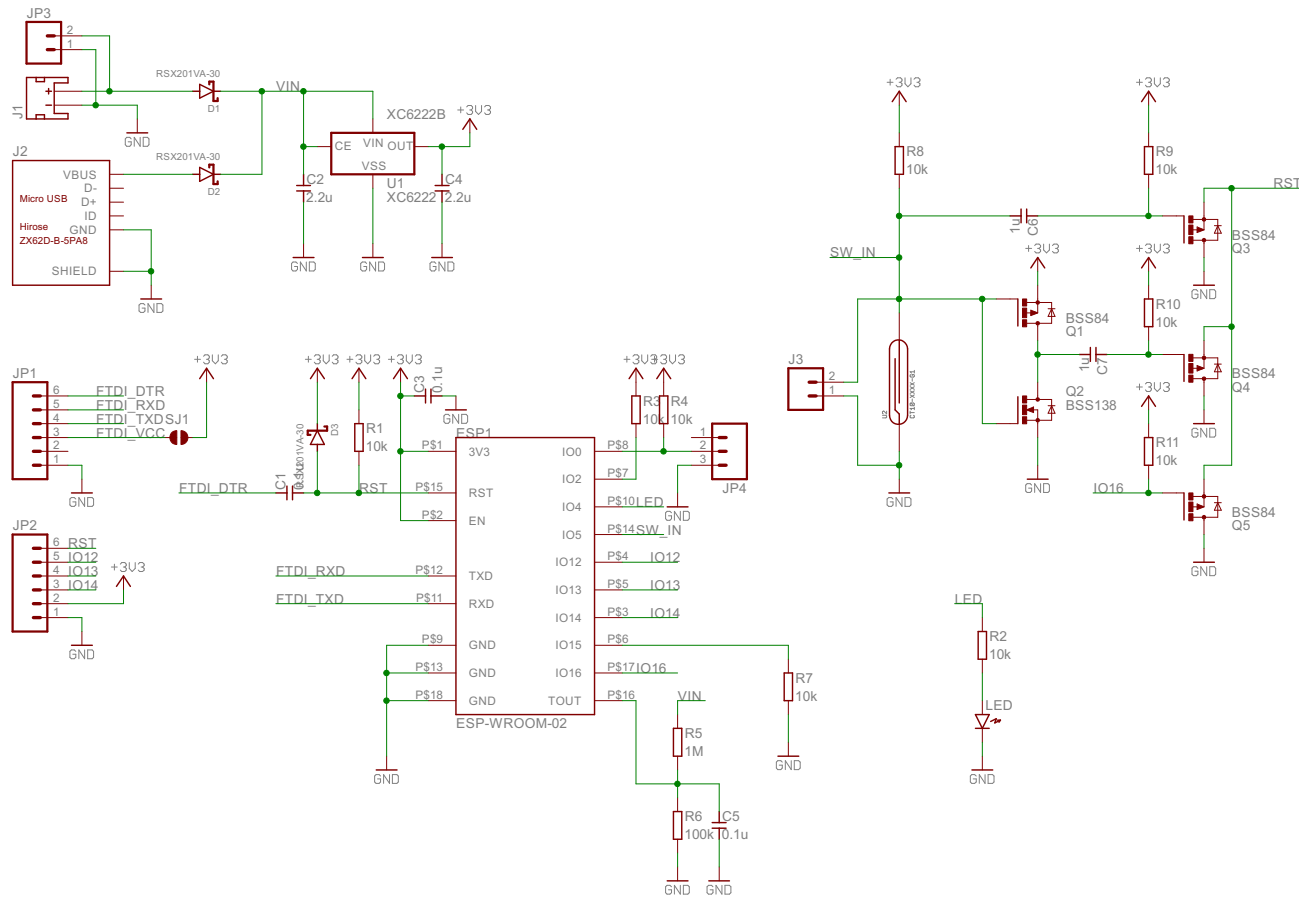 JP3
2
1
J1
+
-
RSX201VA-30
D1
VIN
GND
XC6222B
+3V3
CE
VIN
OUT
VSS
U1
XC6222
C2
2.2u
C4
2.2u
GND
GND
GND
J2
Micro USB
Hirose
ZX62D-B-5PA8
VBUS
D-
D+
ID
GND
SHIELD
RSX201VA-30
D2
GND
JP1
6
5
4
3
2
1
FTDI_DTR
FTDI_RXD
FTDI_TXD
FTDI_VCC
SJ1
+3V3
GND
JP2
6
5
4
3
2
1
RST
IO12
IO13
IO14
+3V3
GND
+3V3
+3V3
+3V3
C3
0.1u
GND
D3
RSX201VA-30
R1
10k
FTDI_DTR
C1
RST
FTDI_RXD
FTDI_TXD
ESP1
P$1
3V3
P$15
RST
P$2
EN
P$12
TXD
P$11
RXD
P$9
GND
P$13
GND
P$18
GND
ESP-WROOM-02
GND
IO0
P$8
IO2
P$7
IO4
P$10
LED
IO5
P$14
SW_IN
IO12
P$4
IO12
IO13
P$5
IO13
IO14
P$3
IO14
IO15
P$6
IO16
P$17
IO16
TOUT
P$16
+3V3
+3V3
R3
10k
R4
10k
1
2
3
JP4
GND
VIN
R5
1M
R6
100k
C5
0.1u
GND
GND
R7
10k
GND
+3V3
R8
10k
SW_IN
J3
2
1
U2
GND
1u
C6
+3V3
R9
10k
RST
BSS84
Q3
GND
+3V3
BSS84
Q1
Q2
BSS138
GND
1u
C7
+3V3
R10
10k
BSS84
Q4
GND
+3V3
R11
10k
IO16
BSS84
Q5
GND
LED
R2
10k
LED
GND